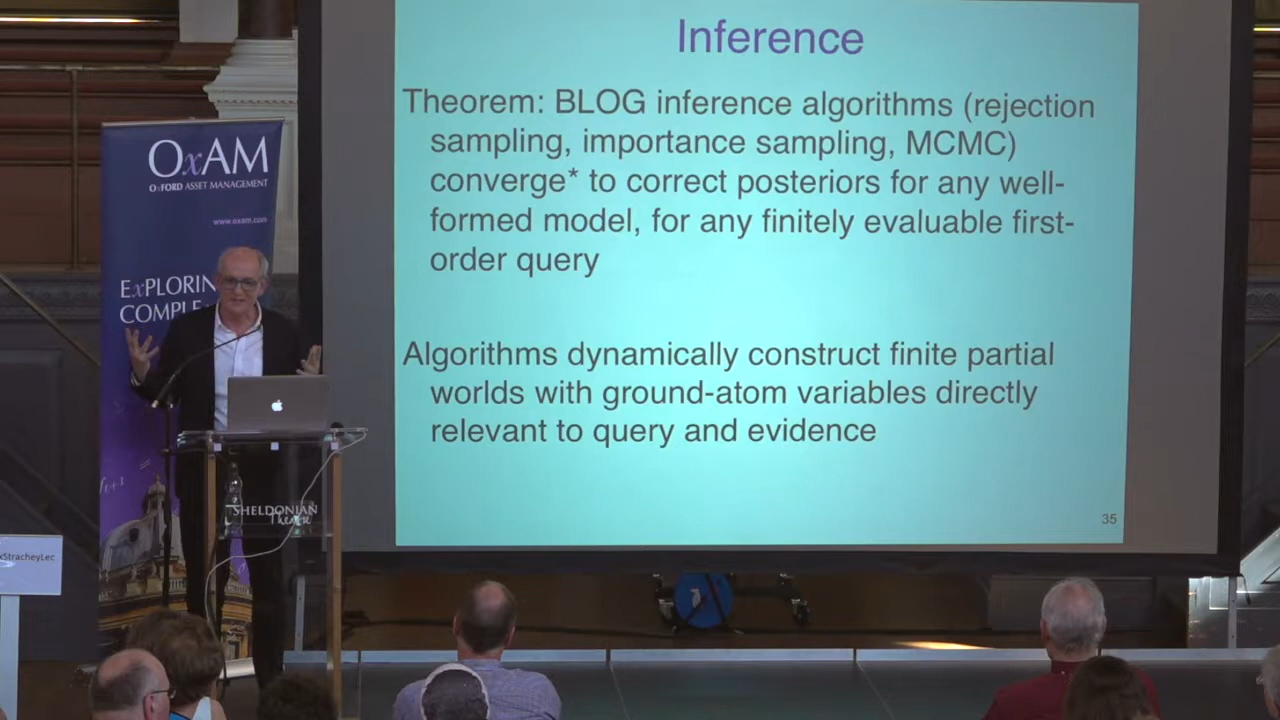 Inference
Theorem: BLOG inference algorithms (rejection
sampling, importance sampling, MCMC)
converge* to correct posteriors for any well-
formed model, for any finitely evaluable first-
order query
Algorithms dynamically construct finite partial
worlds with ground-atom variables directly
relevant to query and evidence
35
OxAM
OxFORD ASSET MANAGEMENT
www.oxam.com
ExPLORIN
COMPLE
SHELDONIAN
Theatre
xStracheyLec